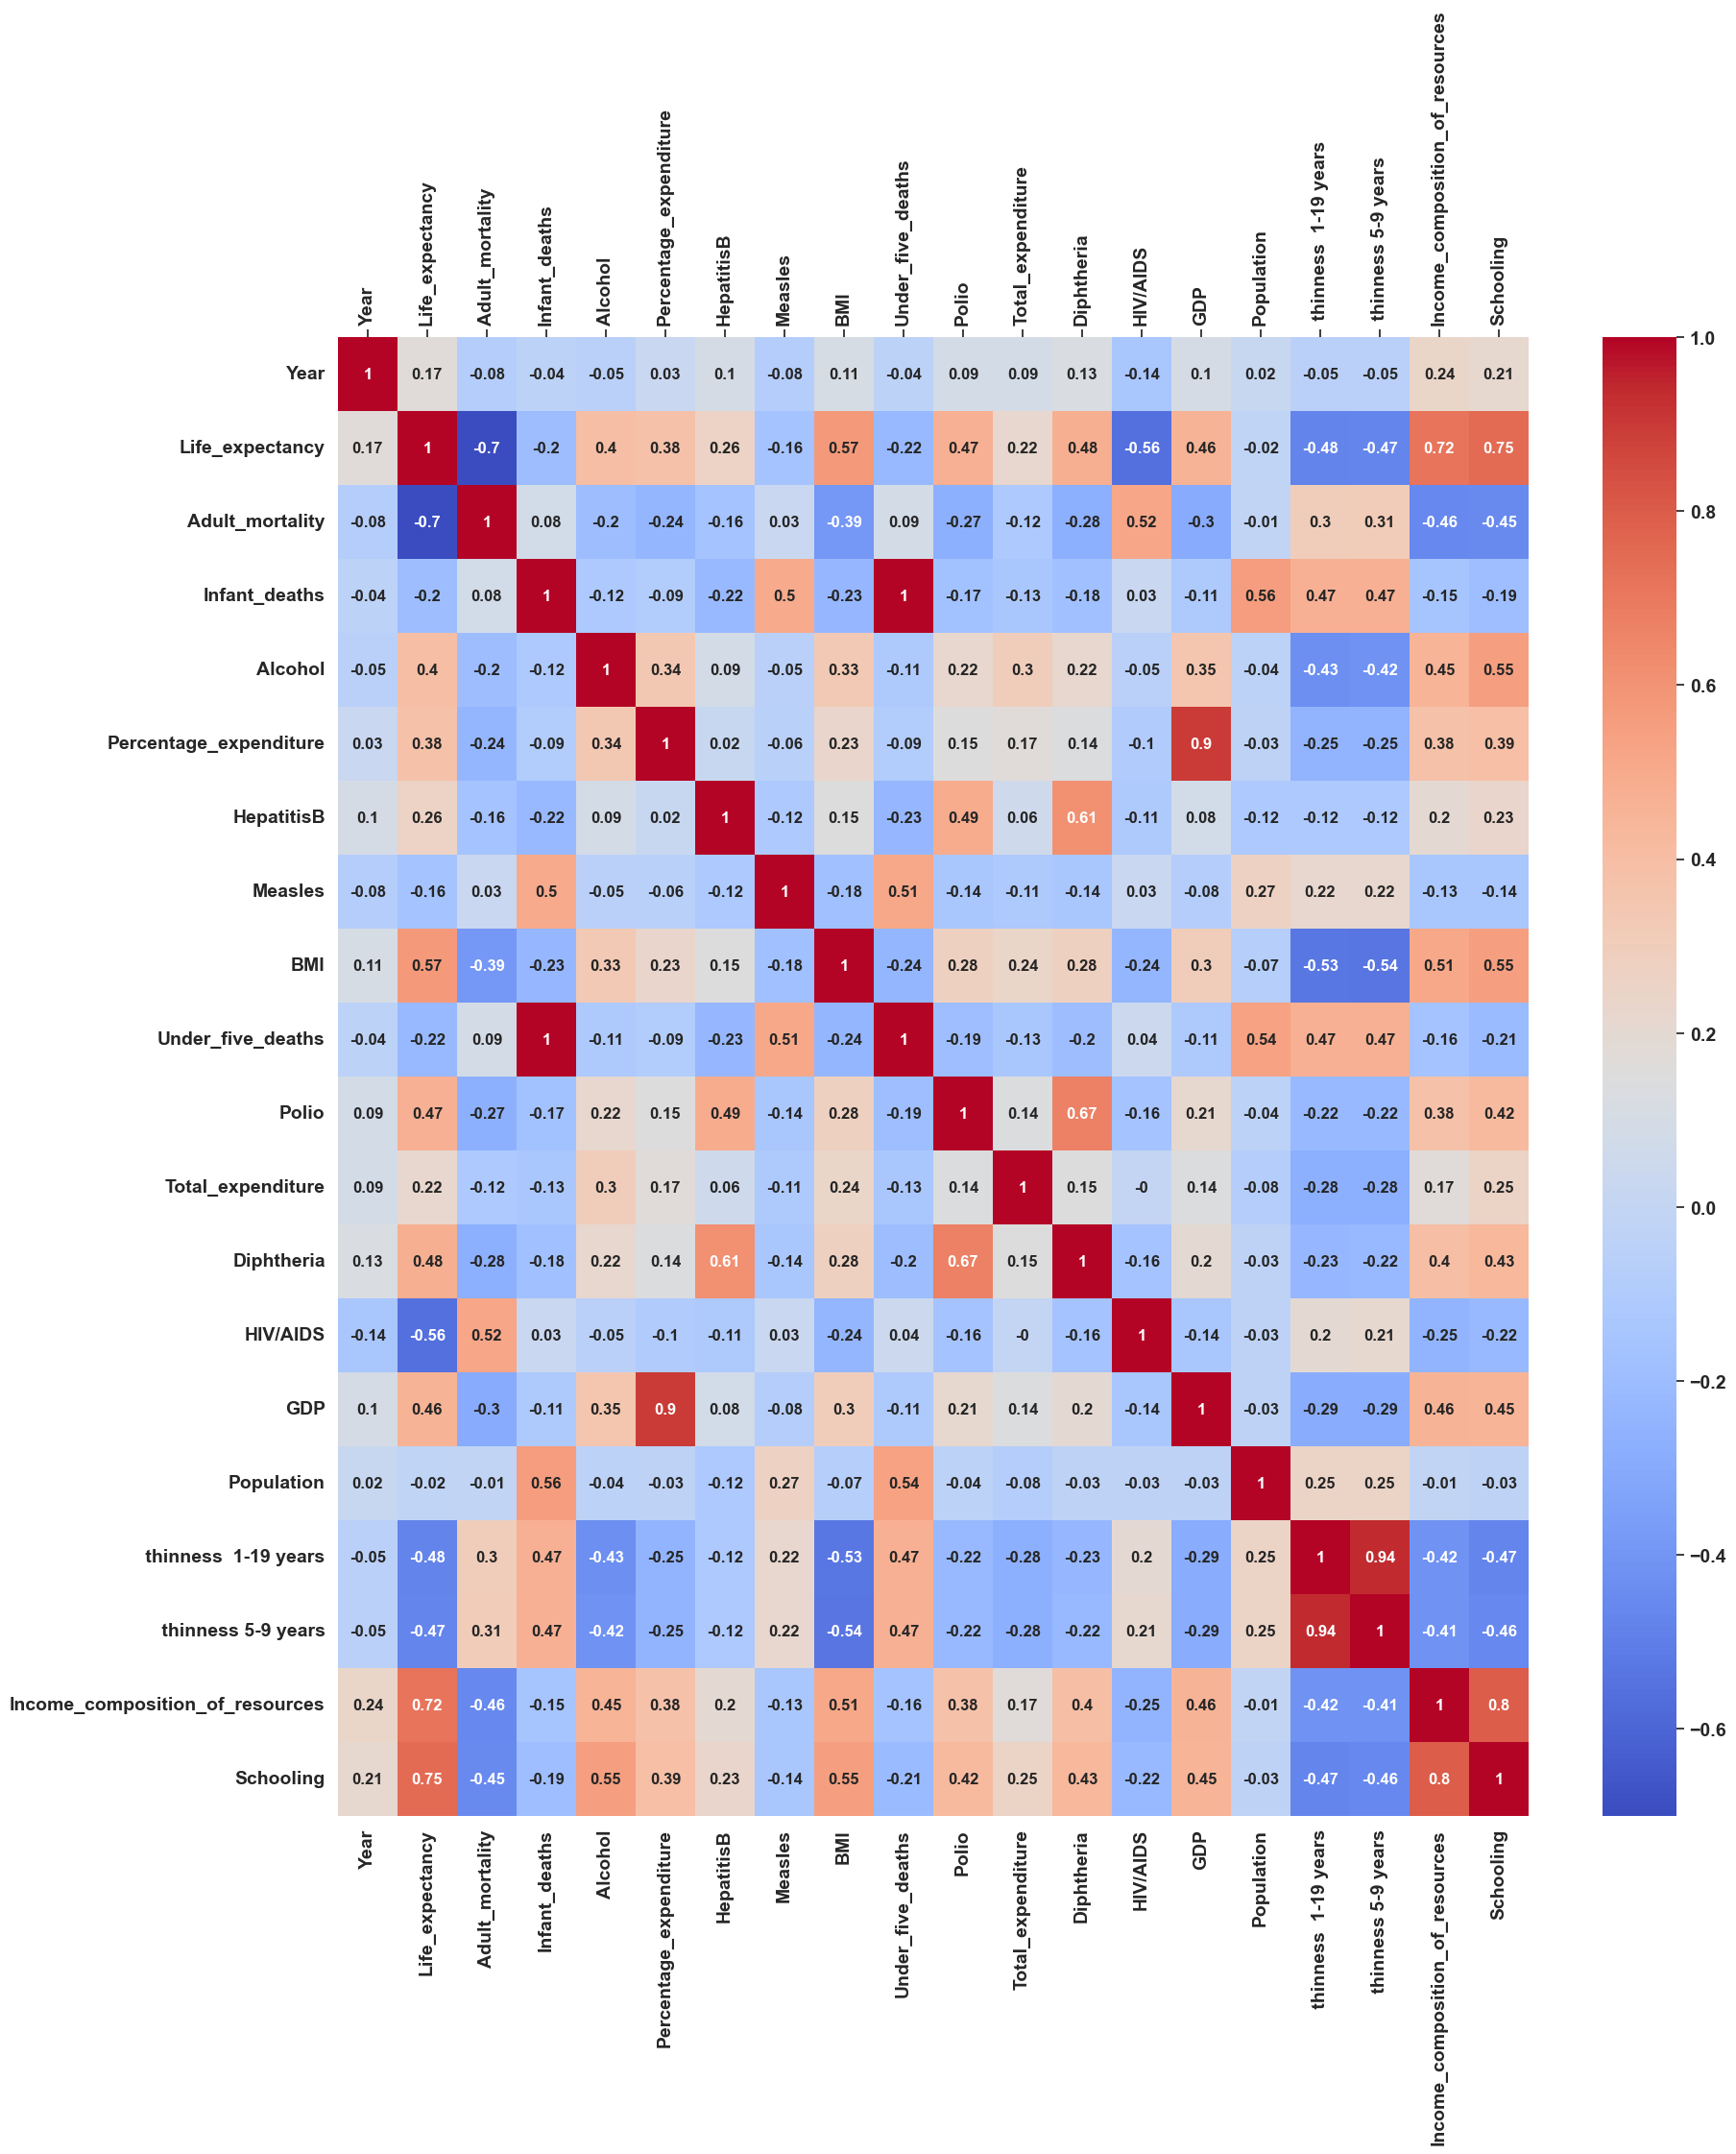 Year Life_expectancy Adult_mortality Infant_deaths Alcohol Percentage_expenditure HepatitisB Measles BMI Under_five_deaths Polio Total_expenditure Diphtheria HIV/AIDS GDP Population thinness  1-19 years thinness 5-9 years Income_composition_of_resources Schooling
Year 1 0.17 -0.08 -0.04 -0.05 0.03 0.1 -0.08 0.11 -0.04 0.09 0.09 0.13 -0.14 0.1 0.02 -0.05 -0.05 0.24 0.21
Life_expectancy 0.17 1 -0.7 -0.2 0.4 0.38 0.26 -0.16 0.57 -0.22 0.47 0.22 0.48 -0.56 0.46 -0.02 -0.48 -0.47 0.72 0.75
Adult_mortality -0.08 -0.7 1 0.08 -0.2 -0.24 -0.16 0.03 -0.39 0.09 -0.27 -0.12 -0.28 0.52 -0.3 -0.01 0.3 0.31 -0.46 -0.45
Infant_deaths -0.04 -0.2 0.08 1 -0.12 -0.09 -0.22 0.5 -0.23 1 -0.17 -0.13 -0.18 0.03 -0.11 0.56 0.47 0.47 -0.15 -0.19
Alcohol -0.05 0.4 -0.2 -0.12 1 0.34 0.09 -0.05 0.33 -0.11 0.22 0.3 0.22 -0.05 0.35 -0.04 -0.43 -0.42 0.45 0.55
Percentage_expenditure 0.03 0.38 -0.24 -0.09 0.34 1 0.02 -0.06 0.23 -0.09 0.15 0.17 0.14 -0.1 0.9 -0.03 -0.25 -0.25 0.38 0.39
HepatitisB 0.1 0.26 -0.16 -0.22 0.09 0.02 1 -0.12 0.15 -0.23 0.49 0.06 0.61 -0.11 0.08 -0.12 -0.12 -0.12 0.2 0.23
Measles -0.08 -0.16 0.03 0.5 -0.05 -0.06 -0.12 1 -0.18 0.51 -0.14 -0.11 -0.14 0.03 -0.08 0.27 0.22 0.22 -0.13 -0.14
BMI 0.11 0.57 -0.39 -0.23 0.33 0.23 0.15 -0.18 1 -0.24 0.28 0.24 0.28 -0.24 0.3 -0.07 -0.53 -0.54 0.51 0.55
Under_five_deaths -0.04 -0.22 0.09 1 -0.11 -0.09 -0.23 0.51 -0.24 1 -0.19 -0.13 -0.2 0.04 -0.11 0.54 0.47 0.47 -0.16 -0.21
Polio 0.09 0.47 -0.27 -0.17 0.22 0.15 0.49 -0.14 0.28 -0.19 1 0.14 0.67 -0.16 0.21 -0.04 -0.22 -0.22 0.38 0.42
Total_expenditure 0.09 0.22 -0.12 -0.13 0.3 0.17 0.06 -0.11 0.24 -0.13 0.14 1 0.15 -0 0.14 -0.08 -0.28 -0.28 0.17 0.25
Diphtheria 0.13 0.48 -0.28 -0.18 0.22 0.14 0.61 -0.14 0.28 -0.2 0.67 0.15 1 -0.16 0.2 -0.03 -0.23 -0.22 0.4 0.43
HIV/AIDS -0.14 -0.56 0.52 0.03 -0.05 -0.1 -0.11 0.03 -0.24 0.04 -0.16 -0 -0.16 1 -0.14 -0.03 0.2 0.21 -0.25 -0.22
GDP 0.1 0.46 -0.3 -0.11 0.35 0.9 0.08 -0.08 0.3 -0.11 0.21 0.14 0.2 -0.14 1 -0.03 -0.29 -0.29 0.46 0.45
Population 0.02 -0.02 -0.01 0.56 -0.04 -0.03 -0.12 0.27 -0.07 0.54 -0.04 -0.08 -0.03 -0.03 -0.03 1 0.25 0.25 -0.01 -0.03
thinness  1-19 years -0.05 -0.48 0.3 0.47 -0.43 -0.25 -0.12 0.22 -0.53 0.47 -0.22 -0.28 -0.23 0.2 -0.29 0.25 1 0.94 -0.42 -0.47
thinness 5-9 years -0.05 -0.47 0.31 0.47 -0.42 -0.25 -0.12 0.22 -0.54 0.47 -0.22 -0.28 -0.22 0.21 -0.29 0.25 0.94 1 -0.41 -0.46
Income_composition_of_resources 0.24 0.72 -0.46 -0.15 0.45 0.38 0.2 -0.13 0.51 -0.16 0.38 0.17 0.4 -0.25 0.46 -0.01 -0.42 -0.41 1 0.8
Schooling 0.21 0.75 -0.45 -0.19 0.55 0.39 0.23 -0.14 0.55 -0.21 0.42 0.25 0.43 -0.22 0.45 -0.03 -0.47 -0.46 0.8 1
Year Life_expectancy Adult_mortality Infant_deaths Alcohol Percentage_expenditure HepatitisB Measles BMI Under_five_deaths Polio Total_expenditure Diphtheria HIV/AIDS GDP Population thinness  1-19 years thinness 5-9 years Income_composition_of_resources Schooling
1.0
0.8
0.6
0.4
0.2
0.0
−0.2
−0.4
−0.6